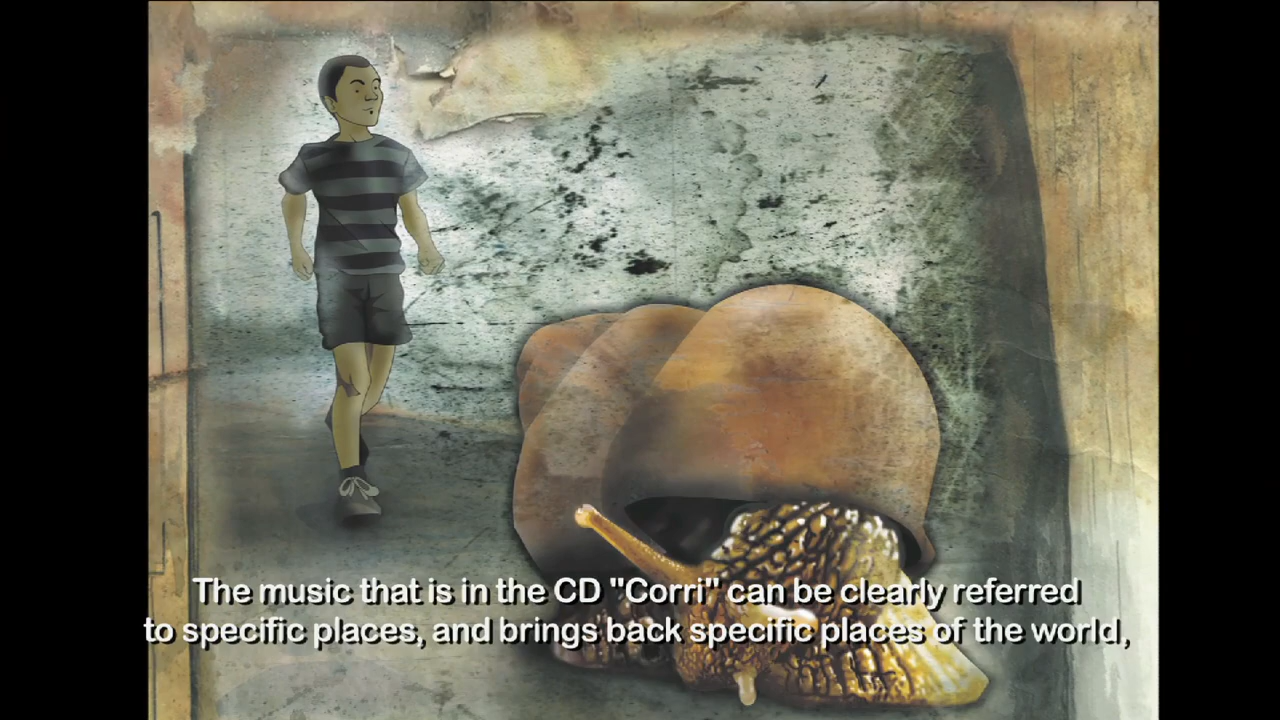 The music that is in the CD "Corri" can be clearly referred
to specific places, and brings back specific places of the world,